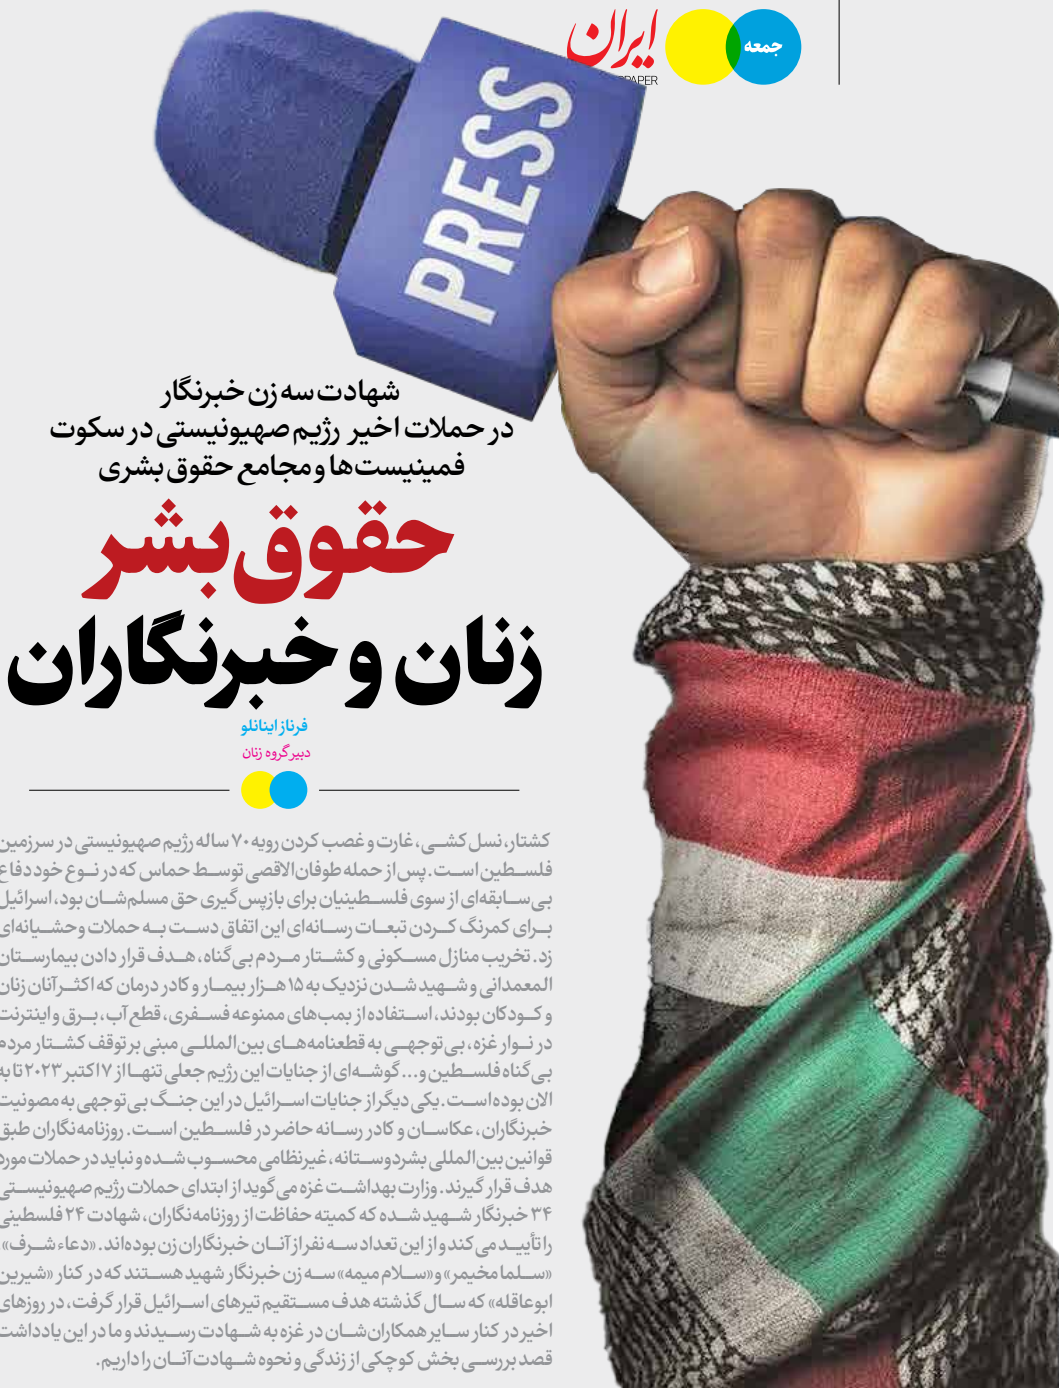 جمعه
ایران
PRESS
شهادت سه زن خبرنگار
در حملات اخیر رژیم صهیونیستی در سکوت
فمینیست‌ها و مجامع حقوق بشری
حقوق بشر
زنان و خبرنگاران
فرناز اینانلو
دبیر گروه زنان
کشتار، نسل کشی، غارت و غصب کردن رویه ۷۰ ساله رژیم صهیونیستی در سرزمین
فلسطین است. پس از حمله طوفان الاقصی توسط حماس که در نوع خود دفاع
بی‌سابقه‌ای از سوی فلسطینیان برای بازپس گیری حق مسلم‌شان بود، اسرائیل
برای کمرنگ کردن تبعات رسانه‌ای این اتفاق دست به حملات وحشیانه‌ای
زد. تخریب منازل مسکونی و کشتار مردم بی‌گناه، هدف قرار دادن بیمارستان
المعمدانی و شهید شدن نزدیک به ۱۵ هزار بیمار و کادر درمان که اکثر آنان زنان
و کودکان بودند، استفاده از بمب‌های ممنوعه فسفری، قطع آب، برق و اینترنت
در نوار غزه، بی‌توجهی به قطعنامه‌های بین‌المللی مبنی بر توقف کشتار مردم
بی‌گناه فلسطین و... گوشه‌ای از جنایات این رژیم جعلی تنها از ۷ اکتبر ۲۰۲۳ تا به
الان بوده است. یکی دیگر از جنایات اسرائیل در این جنگ بی‌توجهی به مصونیت
خبرنگاران، عکاسان و کادر رسانه حاضر در فلسطین است. روزنامه‌نگاران طبق
قوانین بین‌المللی بشردوستانه، غیرنظامی محسوب شده و نباید در حملات مورد
هدف قرار گیرند. وزارت بهداشت غزه می‌گوید از ابتدای حملات رژیم صهیونیستی
۳۴ خبرنگار شهید شده که کمیته حفاظت از روزنامه‌نگاران، شهادت ۲۴ فلسطینی
را تأیید می‌کند و از این تعداد سه نفر از آنان خبرنگاران زن بوده‌اند. «دعاء شرف»،
«سلما مخیمر» و «سلام میمه» سه زن خبرنگار شهید هستند که در کنار «شیرین
ابوعاقله» که سال گذشته هدف مستقیم تیرهای اسرائیل قرار گرفت، در روزهای
اخیر در کنار سایر همکاران‌شان در غزه به شهادت رسیدند و ما در این یادداشت
قصد بررسی بخش کوچکی از زندگی و نحوه شهادت آنان را داریم.